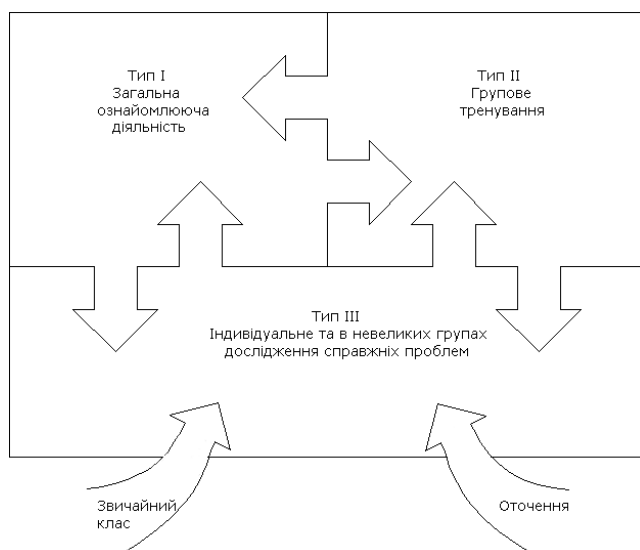 Тип I
Загальна
ознайомлююча
діяльність
Тип II
Групове
тренування
Тип III
Індивідуальне та в невеликих групах
дослідження справжніх проблем
Звичайний
клас
Оточення